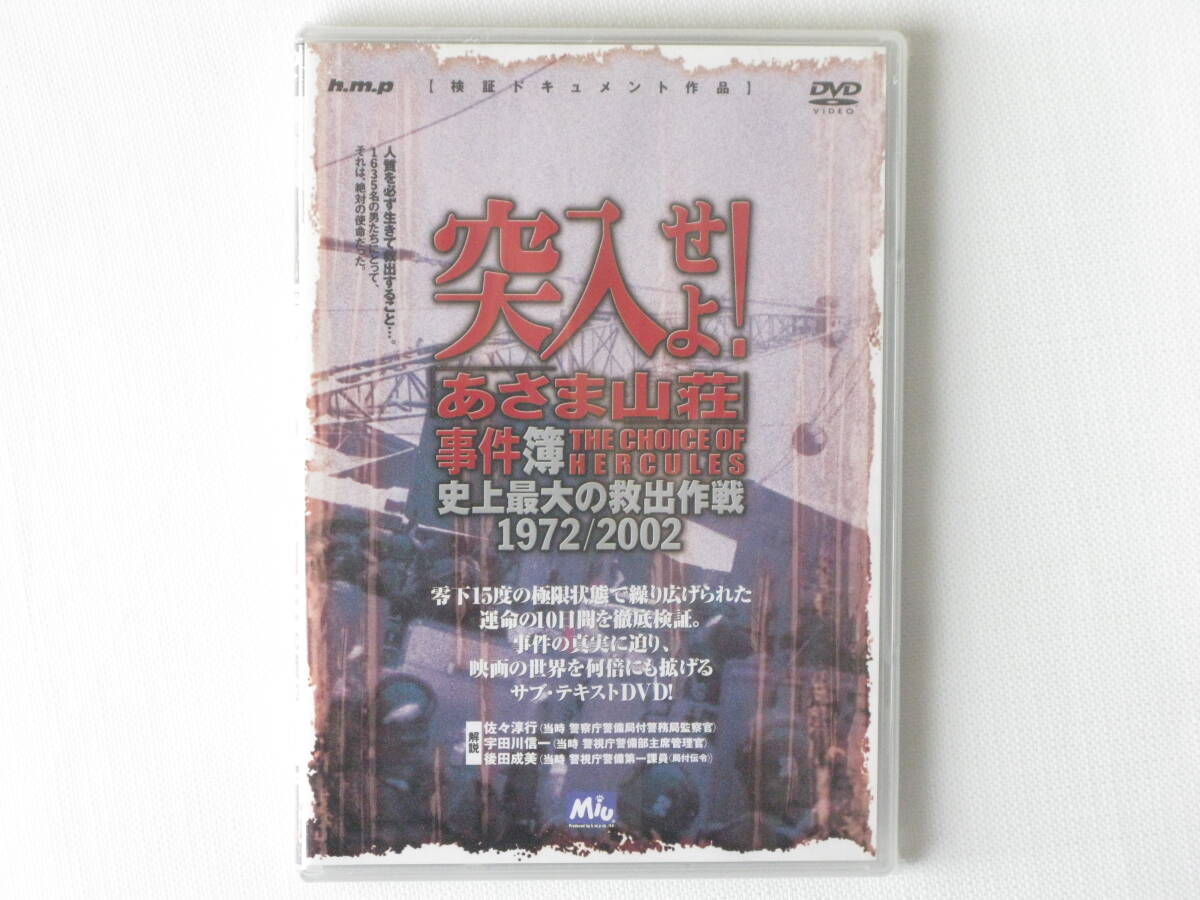 h.m.p
【検証ドキュメント作品】
DVD
VIDEO
人質を必ず生きて救出すること…。
1635名の男たちにとって、
それは、絶対の使命だった。
突入せよ!
「あさま山荘」
事件簿
THE CHOICE OF
HERCULES
史上最大の救出作戦
1972/2002
零下15度の極限状態で繰り広げられた
運命の10日間を徹底検証。
事件の真実に迫り、
映画の世界を何倍にも拡げる
サブ・テキストDVD!
解説
佐々淳行(当時 警察庁警備局付警務局監察官)
宇田川信一(当時 警視庁警備部主席管理官)
後田成美(当時 警視庁警備第一課員〈局付伝令〉)
Miu
Produced by h.m.p co.,ltd.